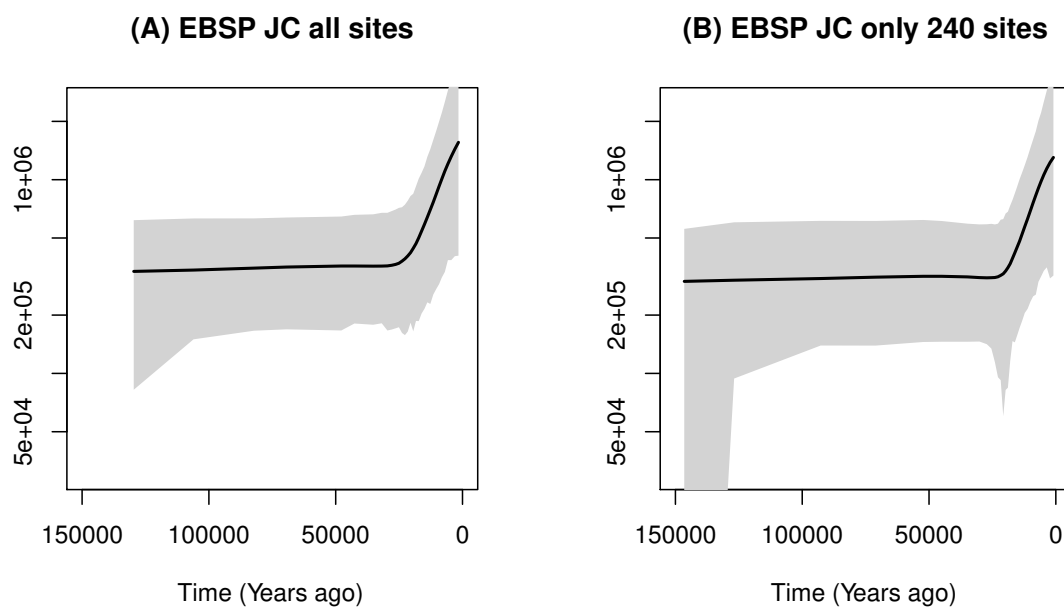 (A) EBSP JC all sites
1e+06
2e+05
5e+04
150000 100000 50000 0
Time (Years ago)
(B) EBSP JC only 240 sites
1e+06
2e+05
5e+04
150000 100000 50000 0
Time (Years ago)